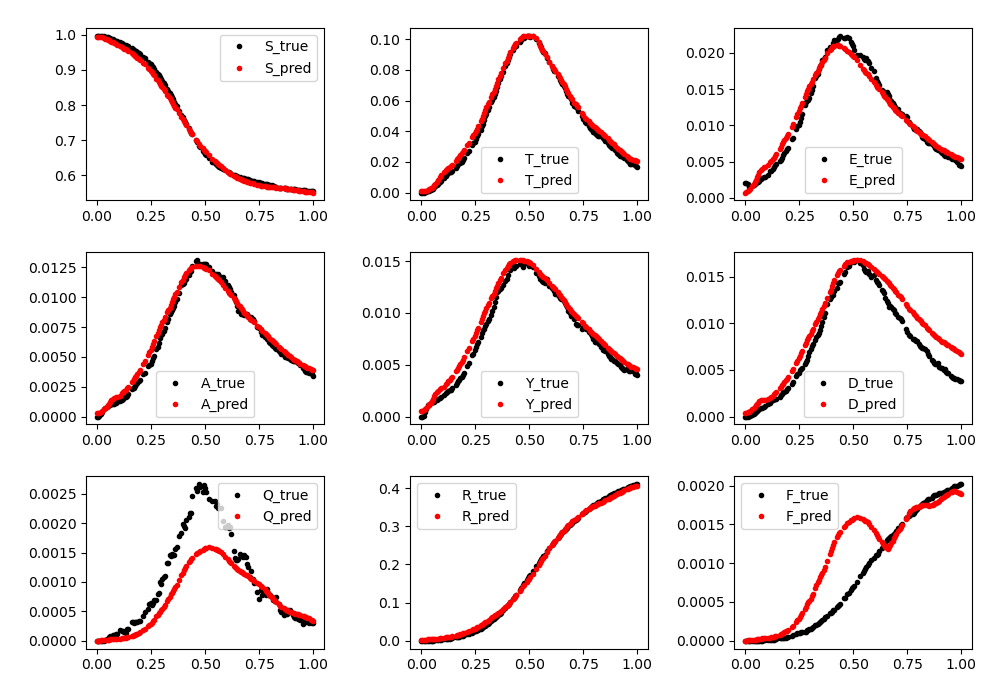 1.0
0.9
0.8
0.7
0.6
S_true
S_pred
0.00 0.25 0.50 0.75 1.00
0.10
0.08
0.06
0.04
0.02
0.00
T_true
T_pred
0.00 0.25 0.50 0.75 1.00
0.020
0.015
0.010
0.005
0.000
E_true
E_pred
0.00 0.25 0.50 0.75 1.00
0.0125
0.0100
0.0075
0.0050
0.0025
0.0000
A_true
A_pred
0.00 0.25 0.50 0.75 1.00
0.015
0.010
0.005
0.000
Y_true
Y_pred
0.00 0.25 0.50 0.75 1.00
0.015
0.010
0.005
0.000
D_true
D_pred
0.00 0.25 0.50 0.75 1.00
0.0025
0.0020
0.0015
0.0010
0.0005
0.0000
Q_true
Q_pred
0.00 0.25 0.50 0.75 1.00
0.4
0.3
0.2
0.1
0.0
R_true
R_pred
0.00 0.25 0.50 0.75 1.00
0.0020
0.0015
0.0010
0.0005
0.0000
F_true
F_pred
0.00 0.25 0.50 0.75 1.00